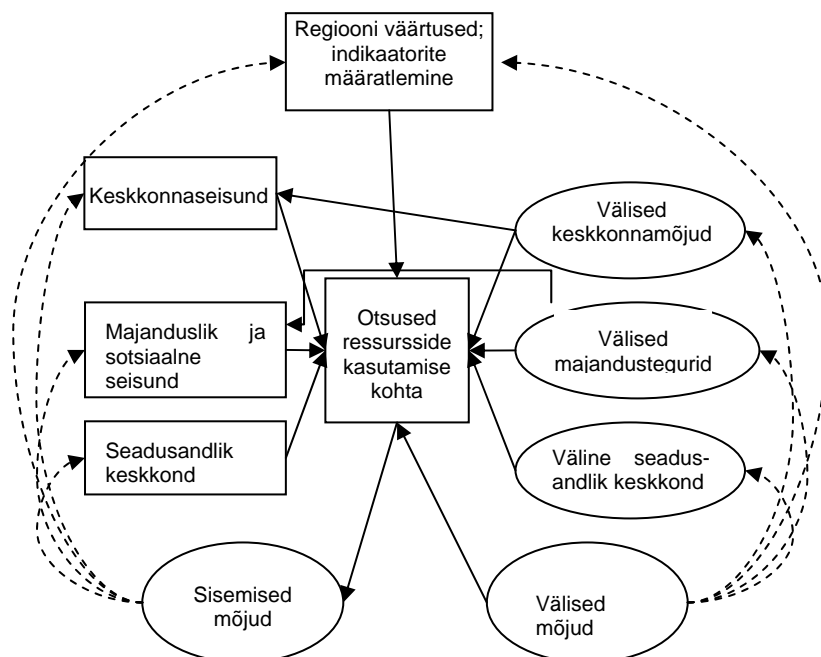 Regiooni väärtused;
indikaatorite
määratlemine
Keskkonnaseisund
Välised
keskkonnamõjud
Majanduslik ja
sotsiaalne
seisund
Otsused
ressursside
kasutamise
kohta
Välised
majandustegurid
Seadusandlik
keskkond
Väline seadus-
andlik keskkond
Sisemised
mõjud
Välised
mõjud